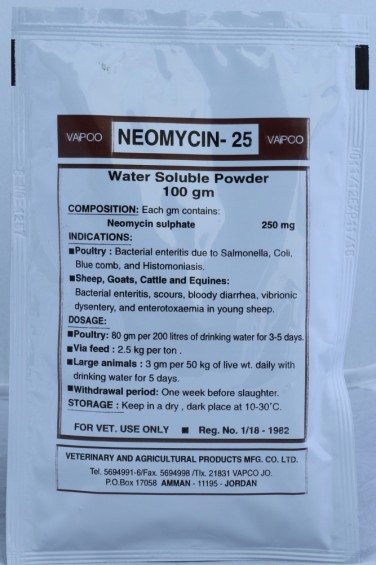 VAPCO NEOMYCIN- 25 VAPCO
Water Soluble Powder
100 gm
COMPOSITION: Each gm contains:
Neomycin sulphate 250 mg
INDICATIONS:
■Poultry : Bacterial enteritis due to Salmonella, Coli,
Blue comb, and Histomoniasis.
■Sheep, Goats, Cattle and Equines:
Bacterial enteritis, scours, bloody diarrhea, vibrionic
dysentery, and enterotoxaemia in young sheep.
DOSAGE:
■Poultry: 80 gm per 200 litres of drinking water for 3-5 days.
■Via feed : 2.5 kg per ton .
■Large animals : 3 gm per 50 kg of live wt. daily with
drinking water for 5 days.
■Withdrawal period: One week before slaughter.
STORAGE : Keep in a dry , dark place at 10-30°C.
FOR VET. USE ONLY ■ Reg. No. 1/18 - 1982
VETERINARY AND AGRICULTURAL PRODUCTS MFG. CO. LTD.
Tel. 5694991-6/Fax. 5694998 /Tlx. 21831 VAPCO JO.
P.O.Box 17058 AMMAN - 11195 - JORDAN